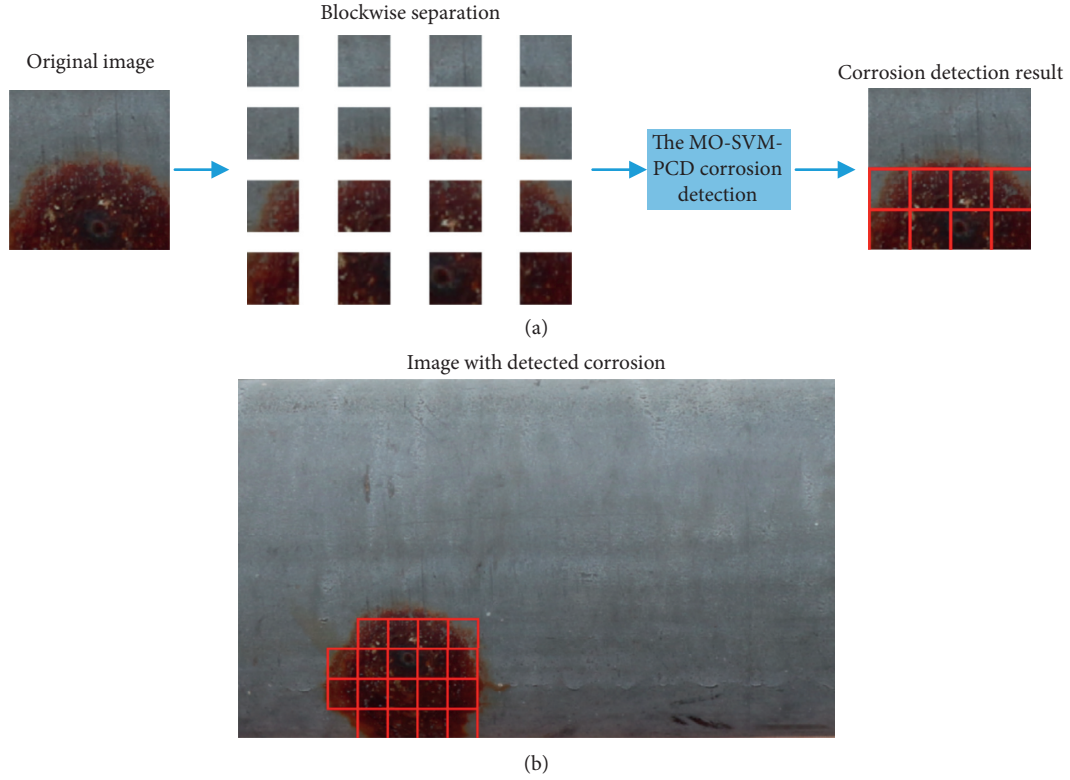 Blockwise separation
Original image
Corrosion detection result
The MO-SVM-
PCD corrosion
detection
(a)
Image with detected corrosion
(b)